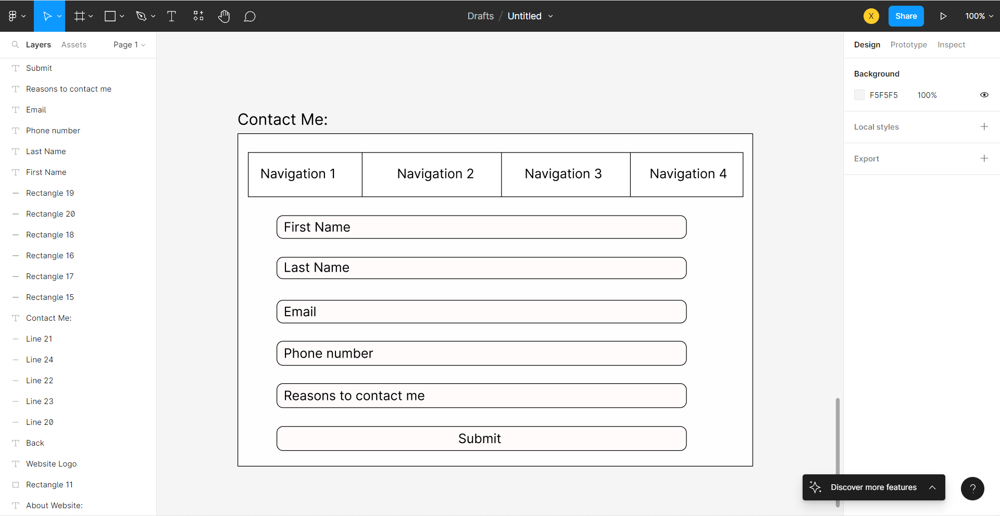 Drafts / Untitled
X
Share
100%
Layers
Assets
Page 1
Submit
Reasons to contact me
Email
Phone number
Last Name
First Name
Rectangle 19
Rectangle 20
Rectangle 18
Rectangle 16
Rectangle 17
Rectangle 15
Contact Me:
Line 21
Line 24
Line 22
Line 23
Line 20
Back
Website Logo
Rectangle 11
About Website:
Contact Me:
Navigation 1
Navigation 2
Navigation 3
Navigation 4
First Name
Last Name
Email
Phone number
Reasons to contact me
Submit
Design
Prototype
Inspect
Background
F5F5F5
100%
Local styles
Export
Discover more features
?